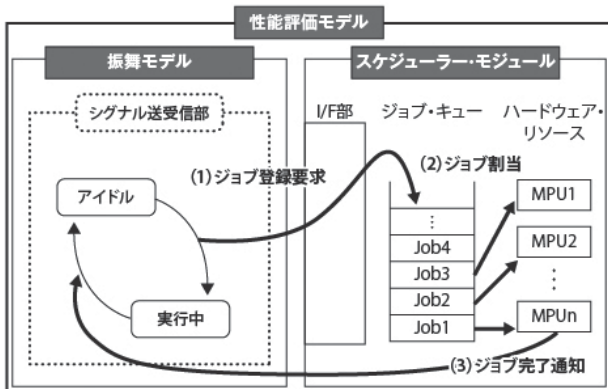 性能評価モデル
振舞モデル
スケジューラー・モジュール
シグナル送受信部
I/F部
ジョブ・キュー
ハードウェア・
リソース
(1)ジョブ登録要求
(2)ジョブ割当
アイドル
実行中
⋮
Job4
Job3
Job2
Job1
MPU1
MPU2
⋮
MPUn
(3)ジョブ完了通知